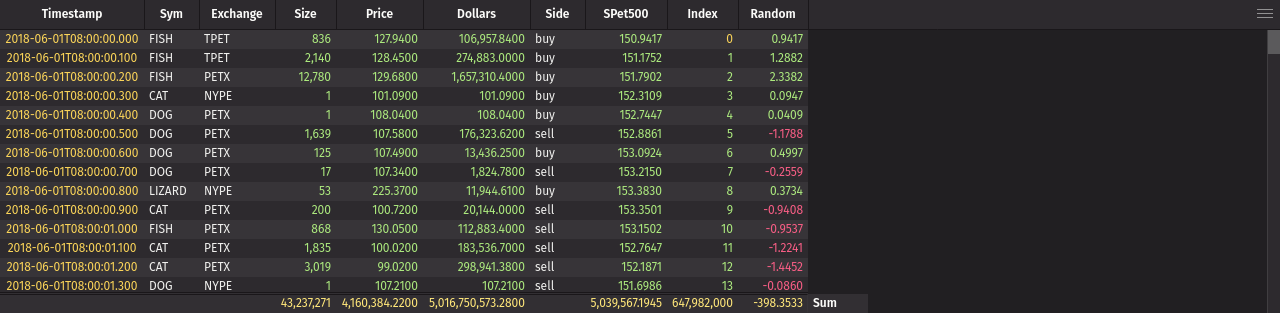 Timestamp Sym Exchange Size Price Dollars Side SPet500 Index Random
2018-06-01T08:00:00.000 FISH TPET 836 127.9400 106,957.8400 buy 150.9417 0 0.9417
2018-06-01T08:00:00.100 FISH TPET 2,140 128.4500 274,883.0000 buy 151.1752 1 1.2882
2018-06-01T08:00:00.200 FISH PETX 12,780 129.6800 1,657,310.4000 buy 151.7902 2 2.3382
2018-06-01T08:00:00.300 CAT NYPE 1 101.0900 101.0900 buy 152.3109 3 0.0947
2018-06-01T08:00:00.400 DOG PETX 1 108.0400 108.0400 buy 152.7447 4 0.0409
2018-06-01T08:00:00.500 DOG PETX 1,639 107.5800 176,323.6200 sell 152.8861 5 -1.1788
2018-06-01T08:00:00.600 DOG PETX 125 107.4900 13,436.2500 buy 153.0924 6 0.4997
2018-06-01T08:00:00.700 DOG PETX 17 107.3400 1,824.7800 sell 153.2150 7 -0.2559
2018-06-01T08:00:00.800 LIZARD NYPE 53 225.3700 11,944.6100 buy 153.3830 8 0.3734
2018-06-01T08:00:00.900 CAT PETX 200 100.7200 20,144.0000 sell 153.3501 9 -0.9408
2018-06-01T08:00:01.000 FISH PETX 868 130.0500 112,883.4000 sell 153.1502 10 -0.9537
2018-06-01T08:00:01.100 CAT PETX 1,835 100.0200 183,536.7000 sell 152.7647 11 -1.2241
2018-06-01T08:00:01.200 CAT PETX 3,019 99.0200 298,941.3800 sell 152.1871 12 -1.4452
2018-06-01T08:00:01.300 DOG NYPE 1 107.2100 107.2100 sell 151.6986 13 -0.0860
43,237,271 4,160,384.2200 5,016,750,573.2800 5,039,567.1945 647,982,000 -398.3533 Sum